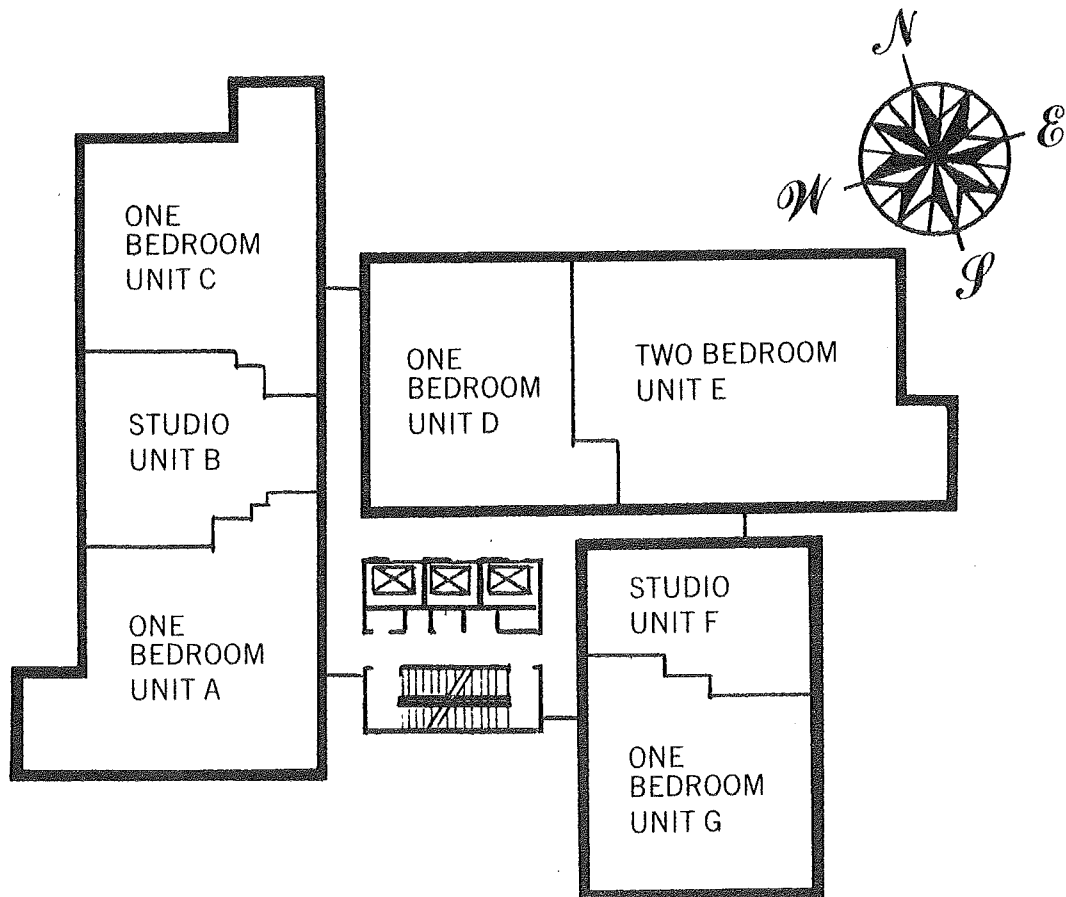 N
E
W
S
ONE
BEDROOM
UNIT C
ONE
BEDROOM
UNIT D
TWO BEDROOM
UNIT E
STUDIO
UNIT B
STUDIO
UNIT F
ONE
BEDROOM
UNIT A
ONE
BEDROOM
UNIT G